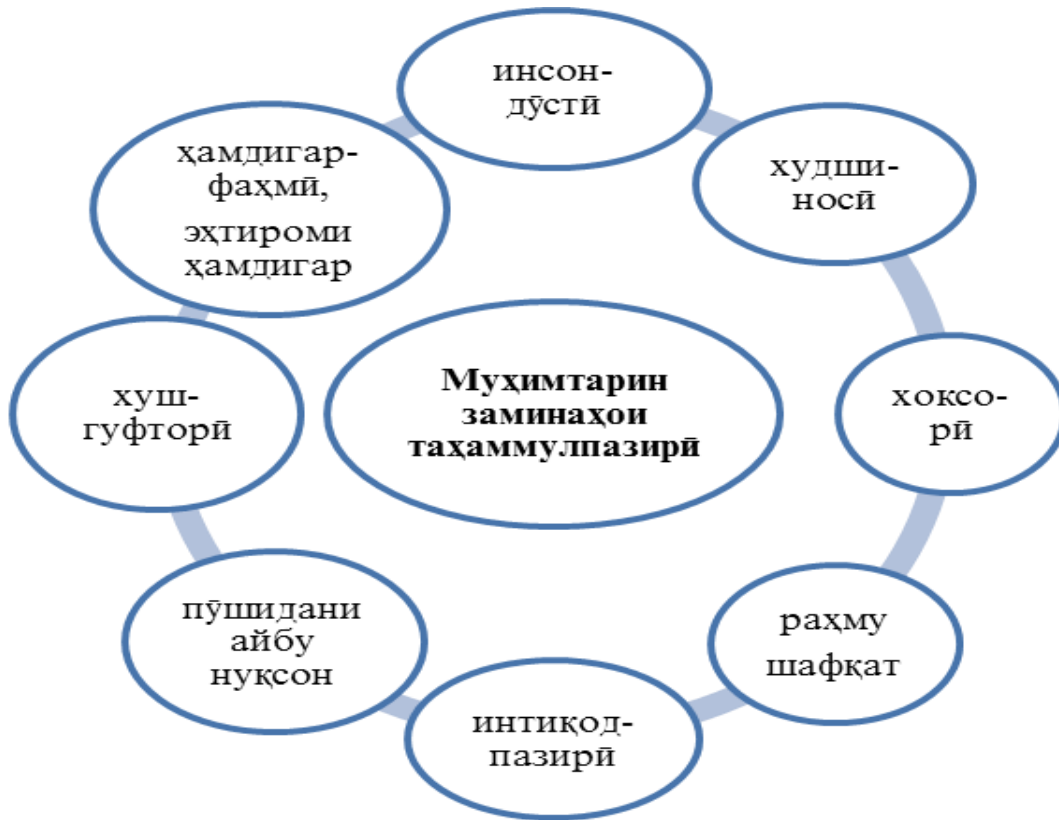 инсон-
дӯстӣ
худши-
носӣ
хоксо-
рӣ
раҳму
шафқат
интиқод-
пазирӣ
пӯшидани
айбу
нуқсон
хуш-
гуфторӣ
ҳамдигар-
фаҳмӣ,
эҳтироми
ҳамдигар
Муҳимтарин
заминаҳои
таҳаммулпазирӣ